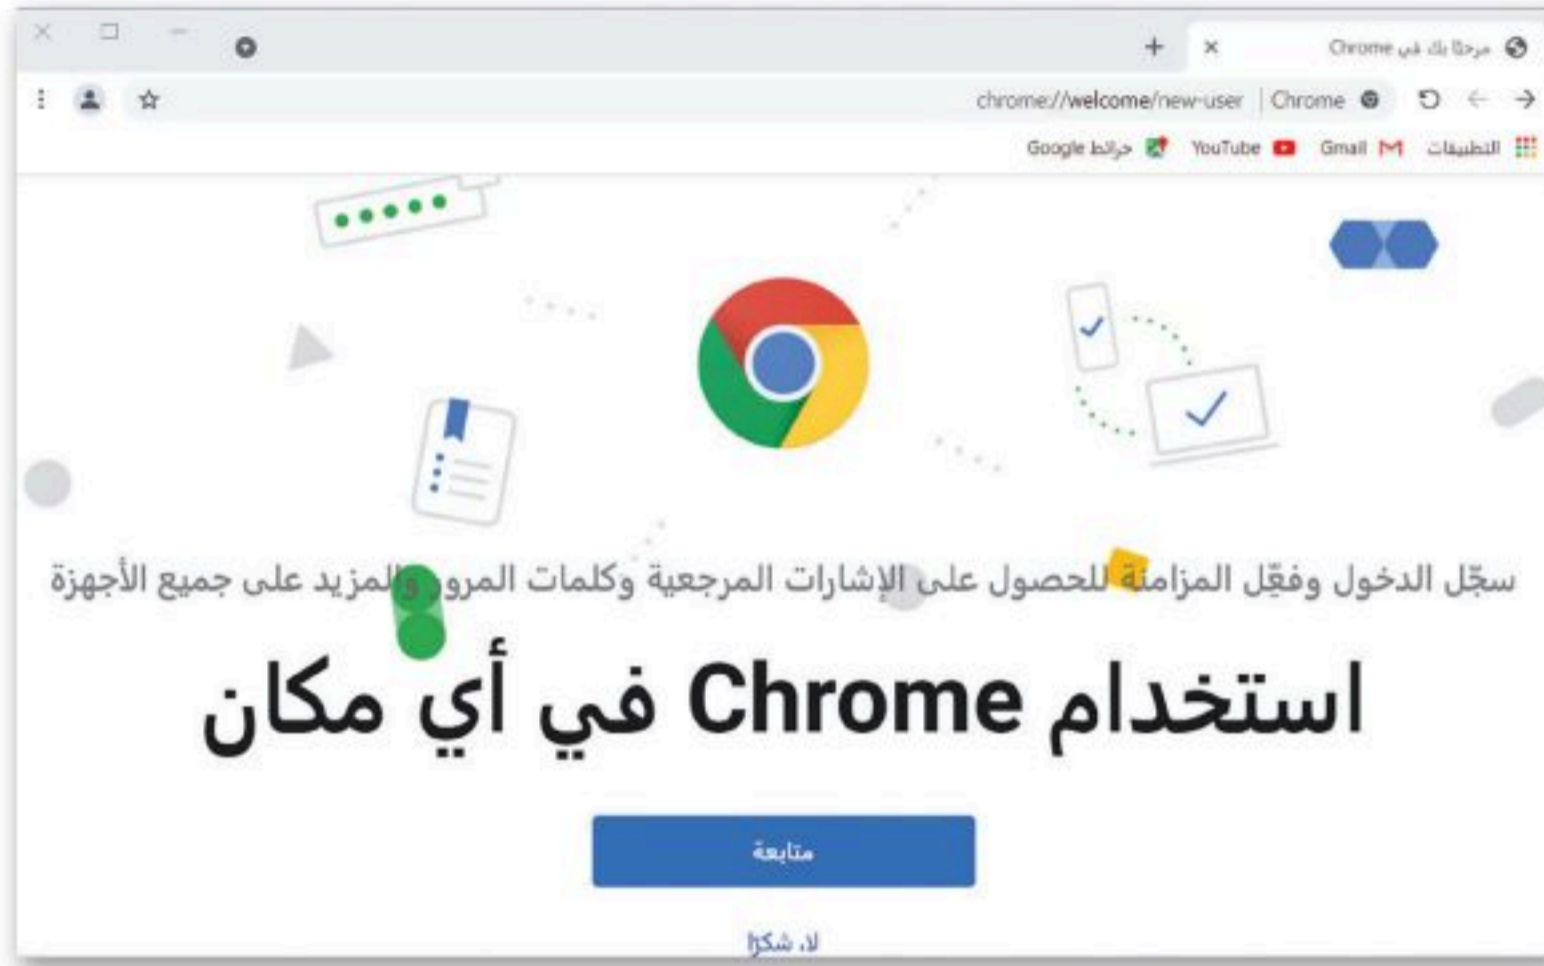 مرحبًا بك في Chrome
Chrome | chrome://welcome/new-user
التطبيقات Gmail YouTube خرائط Google
سجّل الدخول وفعِّل المزامنة للحصول على الإشارات المرجعية وكلمات المرور والمزيد على جميع الأجهزة
استخدام Chrome في أي مكان
متابعة
لا، شكرًا